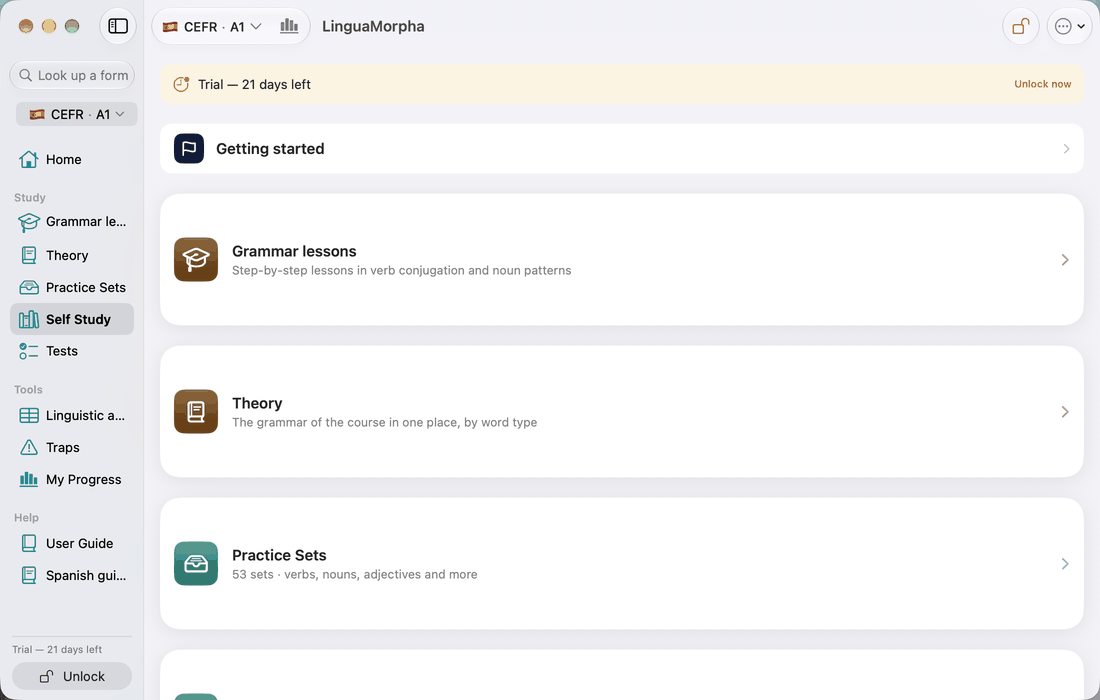 CEFR · A1
LinguaMorpha
Look up a form
CEFR · A1
Home
Study
Grammar le...
Theory
Practice Sets
Self Study
Tests
Tools
Linguistic a...
Traps
My Progress
Help
User Guide
Spanish gui...
Trial — 21 days left
Unlock
Trial — 21 days left
Unlock now
Getting started
Grammar lessons
Step-by-step lessons in verb conjugation and noun patterns
Theory
The grammar of the course in one place, by word type
Practice Sets
53 sets · verbs, nouns, adjectives and more